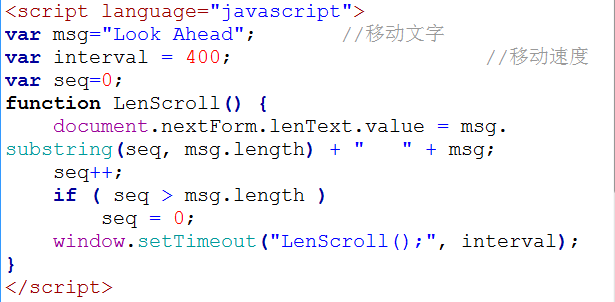 <script language="javascript">
var msg="Look Ahead";       //移动文字
var interval = 400;                     //移动速度
var seq=0;
function LenScroll() {
    document.nextForm.lenText.value = msg.
substring(seq, msg.length) + "   " + msg;
    seq++;
    if ( seq > msg.length )
        seq = 0;
    window.setTimeout("LenScroll();", interval);
}
</script>